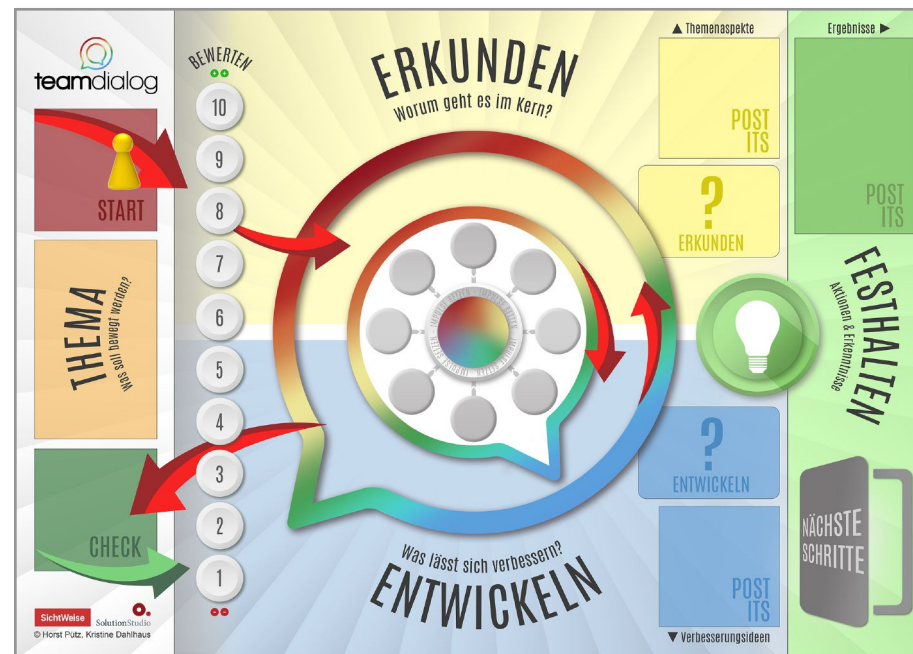 teamdialog
START
THEMA
Was soll bewegt werden?
CHECK
SichtWeise
SolutionStudio
© Horst Pütz, Kristine Dahlhaus
BEWERTEN
10
9
8
7
6
5
4
3
2
1
ERKUNDEN
Worum geht es im Kern?
Was lässt sich verbessern?
ENTWICKELN
▲ Themenaspekte
POST
ITS
?
ERKUNDEN
?
ENTWICKELN
POST
ITS
▼ Verbesserungsideen
Ergebnisse ▶
POST
ITS
FESTHALTEN
Aktionen & Erkenntnisse
NÄCHSTE
SCHRITTE